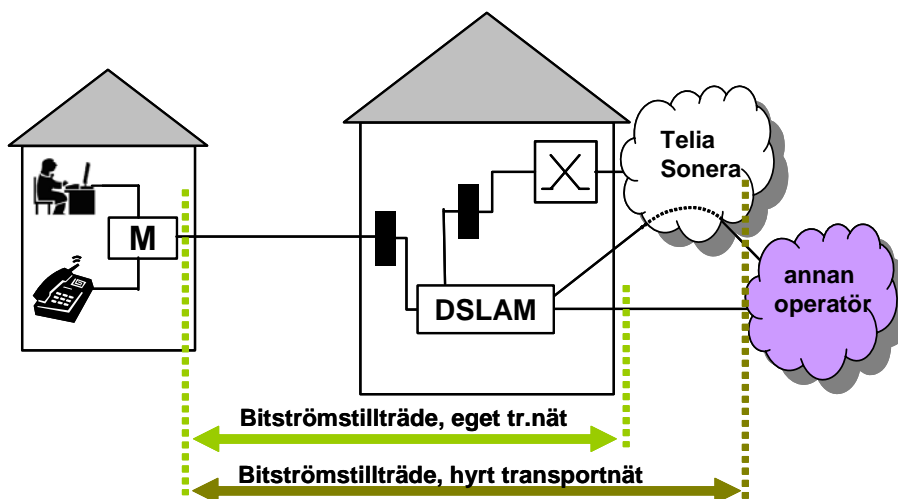 Telia
Sonera
M
annan
operatör
DSLAM
Bitströmstillträde, eget tr.nät
Bitströmstillträde, hyrt transportnät